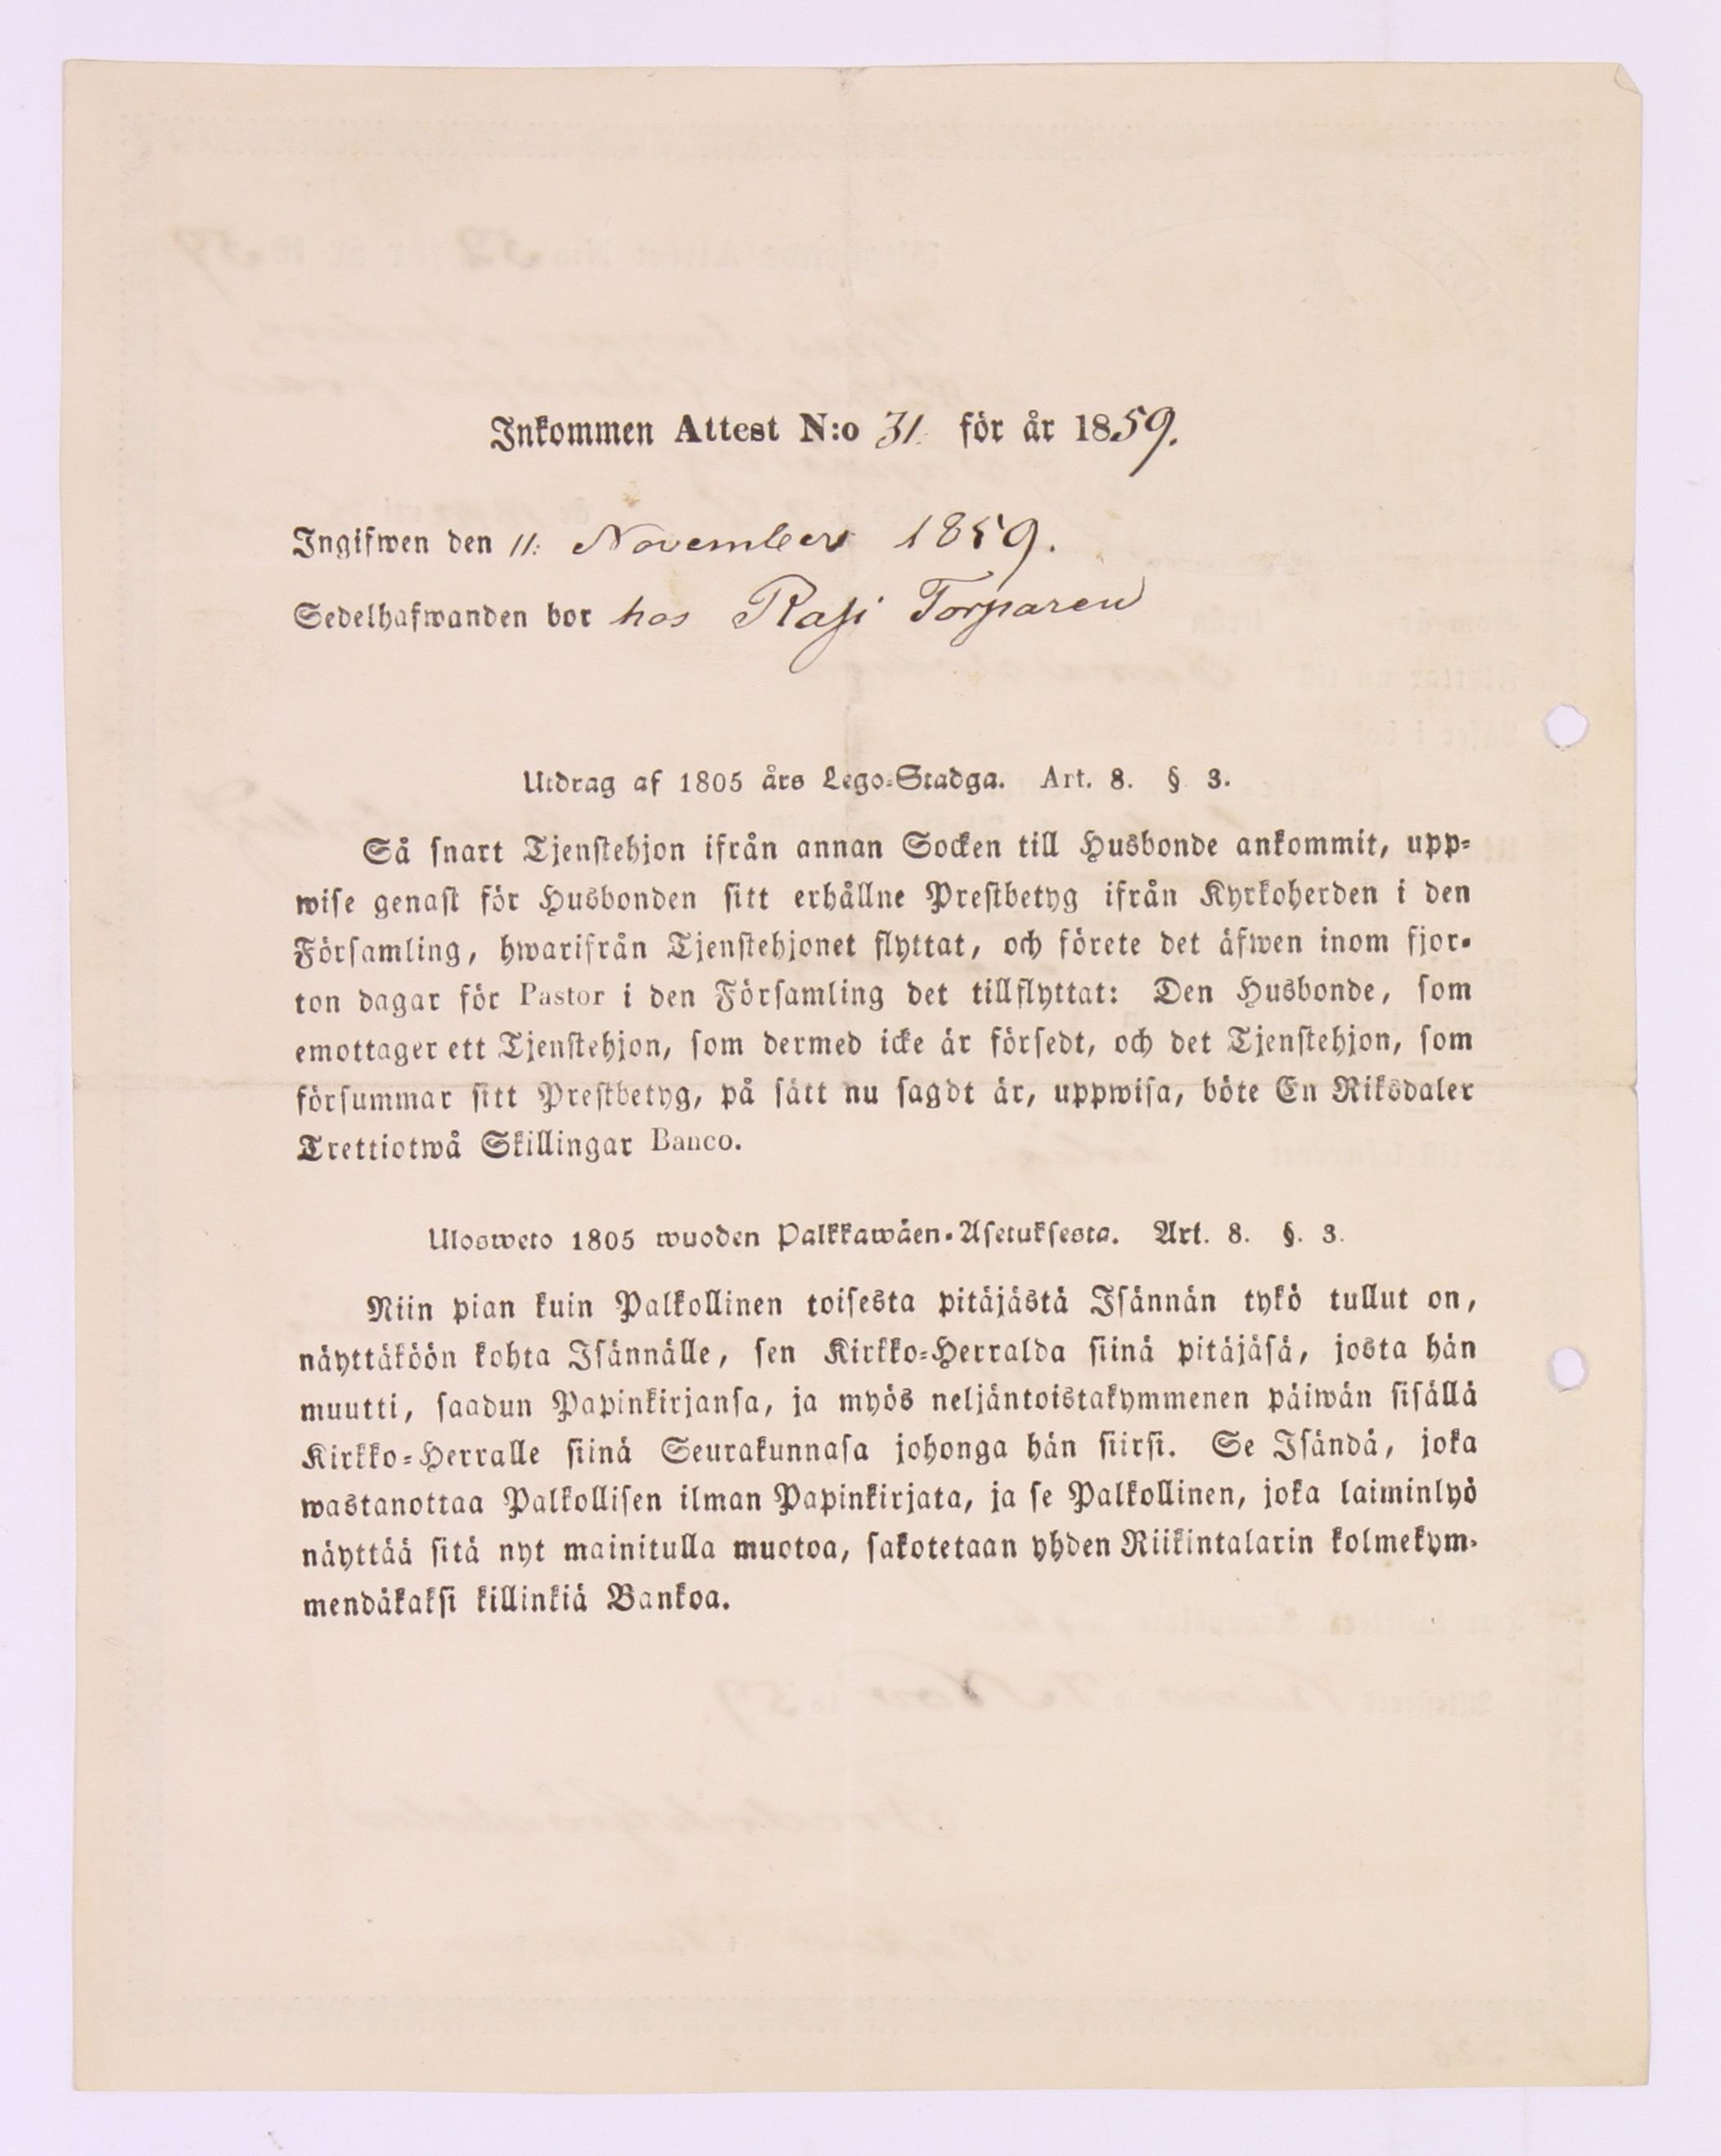 Inkommen Attest N:o 31. för år 1859.
Ingifwen den 11. November 1859.
Sedelhafwanden bor hos Rasi Torparen
Utdrag af 1805 års Lego-Stadga. Art. 8. § 3.
Så snart Tjenstehjon ifrån annan Socken till Husbonde ankommit, upp-
wise genast för Husbonden sitt erhållne Prestbetyg ifrån Kyrkoherden i den
Församling, hwarifrån Tjenstehjonet flyttat, och förete det äfwen inom fjor-
ton dagar för Pastor i den Församling det tillflyttat: Den Husbonde, som
emottager ett Tjenstehjon, som dermed icke är försedt, och det Tjenstehjon, som
försummar sitt Prestbetyg, på sätt nu sagdt är, uppwisa, böte En Riksdaler
Trettiotwå Skillingar Banco.
Ulosweto 1805 wuoden Palkkawäen-Asetuksesta. Art. 8. §. 3.
Niin pian kuin Palkollinen toisesta pitäjästä Isännän tykö tullut on,
näyttäköön kohta Isännälle, sen Kirkko-Herralda siinä pitäjäsä, josta hän
muutti, saadun Papinkirjansa, ja myös neljäntoistakymmenen päiwän sisällä
Kirkko-Herralle siinä Seurakunnasa johonga hän siirsi. Se Isändä, joka
wastanottaa Palkollisen ilman Papinkirjata, ja se Palkollinen, joka laiminlyö
näyttää sitä nyt mainitulla muotoa, sakotetaan yhden Riikintalarin kolmekym-
mendäkaksi killinkiä Bankoa.